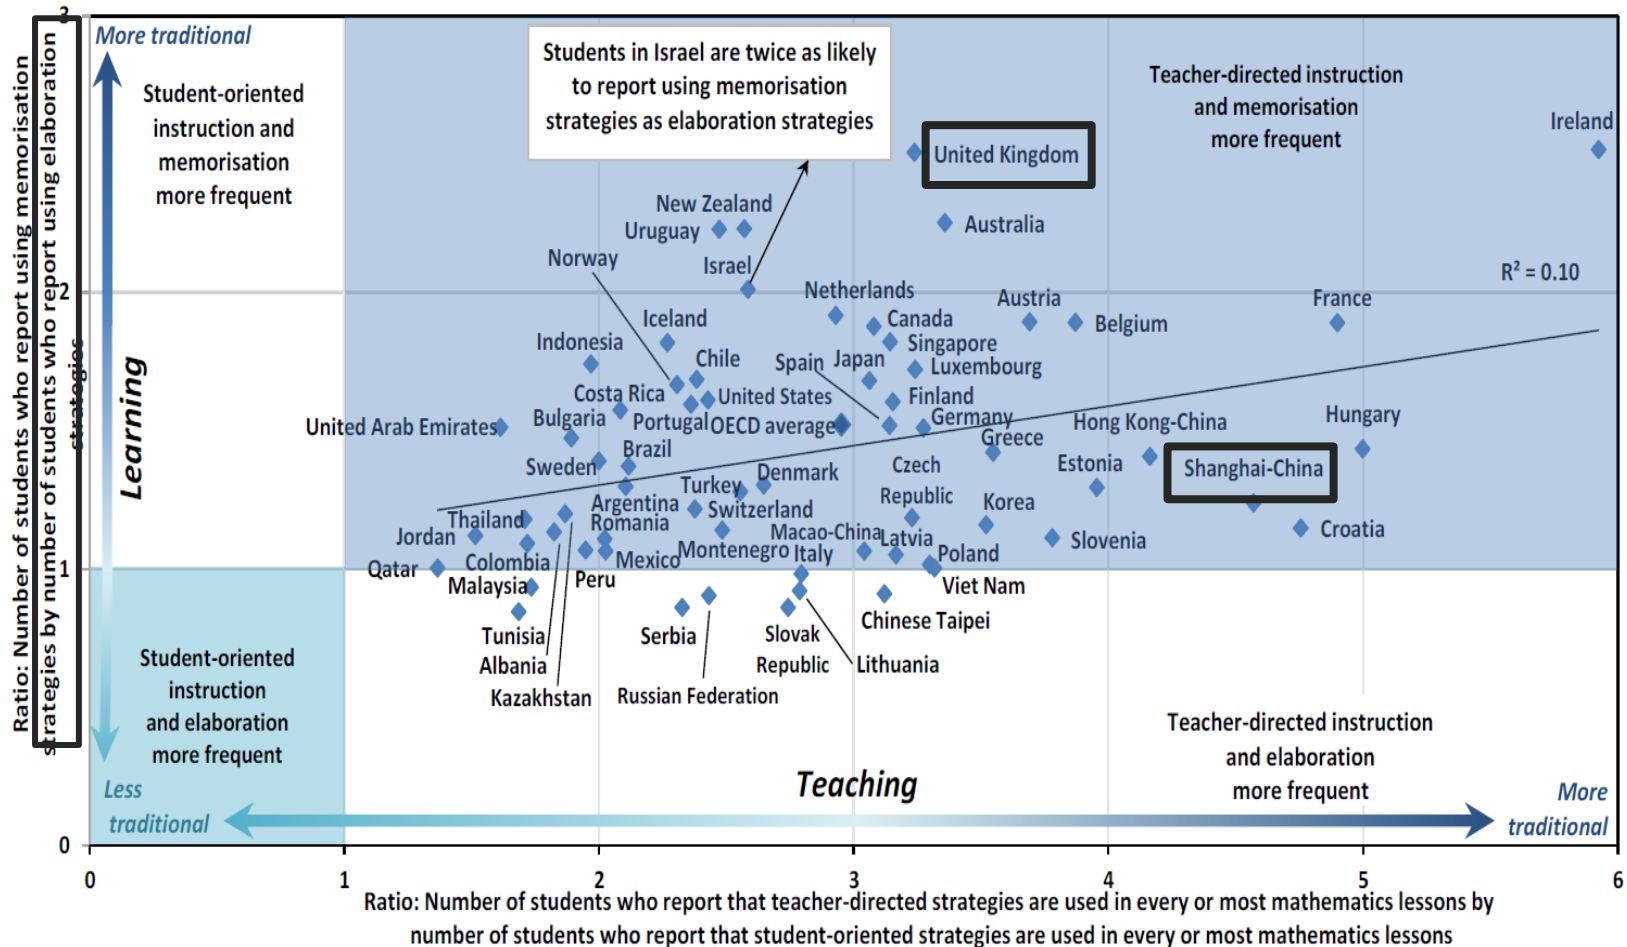 3
More traditional
Student-oriented
instruction and
memorisation
more frequent
Students in Israel are twice as likely
to report using memorisation
strategies as elaboration strategies
Teacher-directed instruction
and memorisation
more frequent
Ireland
United Kingdom
New Zealand
Uruguay
Australia
Norway
Israel
R² = 0.10
2
Netherlands
Austria
France
Iceland
Canada
Belgium
Indonesia
Singapore
Chile
Spain
Japan
Luxembourg
Costa Rica
United States
Finland
United Arab Emirates
Bulgaria
Portugal
OECD average
Germany
Hong Kong-China
Hungary
Greece
Brazil
Sweden
Denmark
Czech
Republic
Estonia
Shanghai-China
Turkey
Argentina
Switzerland
Korea
Thailand
Romania
Macao-China
Latvia
Croatia
Jordan
Slovenia
Colombia
Mexico
Montenegro
Italy
Poland
1
Qatar
Malaysia
Peru
Viet Nam
Tunisia
Serbia
Slovak
Republic
Chinese Taipei
Albania
Lithuania
Kazakhstan
Russian Federation
Student-oriented
instruction
and elaboration
more frequent
Teacher-directed instruction
and elaboration
more frequent
Less
traditional
Teaching
More
traditional
Learning
Ratio: Number of students who report using memorisation
strategies by number of students who report using elaboration
strategies
0
0 1 2 3 4 5 6
Ratio: Number of students who report that teacher-directed strategies are used in every or most mathematics lessons by
number of students who report that student-oriented strategies are used in every or most mathematics lessons